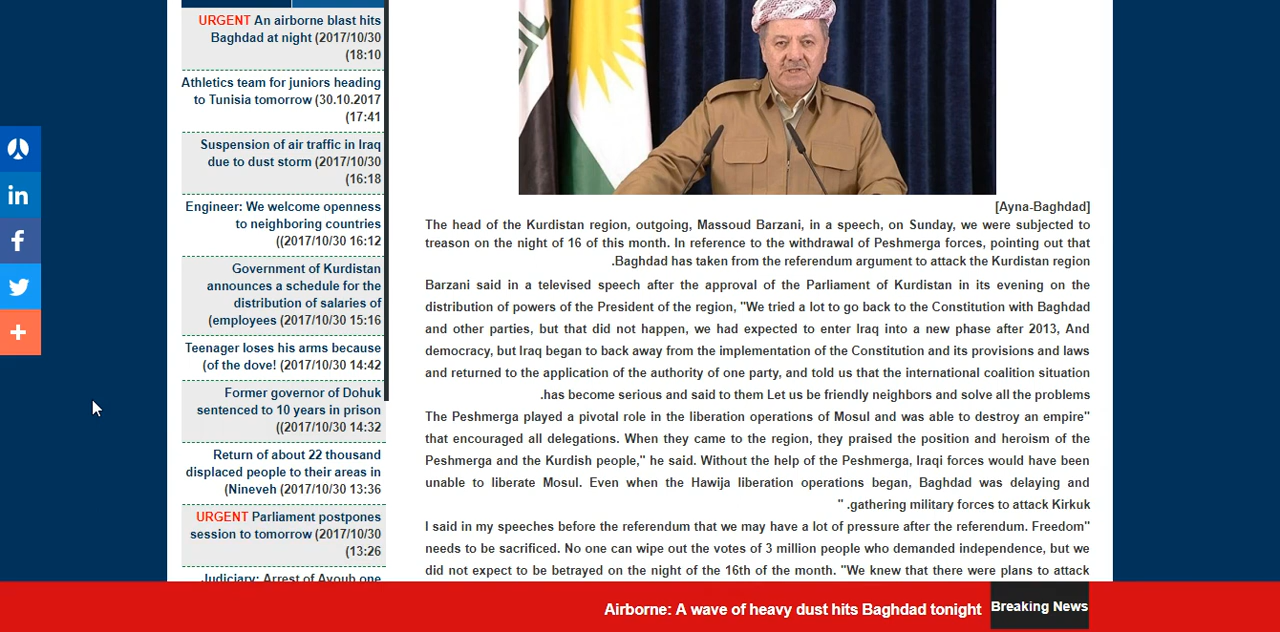 URGENT An airborne blast hits
Baghdad at night (2017/10/30
(18:10
Athletics team for juniors heading
to Tunisia tomorrow (30.10.2017
(17:41
Suspension of air traffic in Iraq
due to dust storm (2017/10/30
(16:18
Engineer: We welcome openness
to neighboring countries
((2017/10/30 16:12
Government of Kurdistan
announces a schedule for the
distribution of salaries of
(employees (2017/10/30 15:16
Teenager loses his arms because
(of the dove! (2017/10/30 14:42
Former governor of Dohuk
sentenced to 10 years in prison
((2017/10/30 14:32
Return of about 22 thousand
displaced people to their areas in
(Nineveh (2017/10/30 13:36
URGENT Parliament postpones
session to tomorrow (2017/10/30
(13:26
Judiciary: Arrest of Ayoub one
[Ayna-Baghdad]
The head of the Kurdistan region, outgoing, Massoud Barzani, in a speech, on Sunday, we were subjected to
treason on the night of 16 of this month. In reference to the withdrawal of Peshmerga forces, pointing out that
.Baghdad has taken from the referendum argument to attack the Kurdistan region
Barzani said in a televised speech after the approval of the Parliament of Kurdistan in its evening on the
distribution of powers of the President of the region, "We tried a lot to go back to the Constitution with Baghdad
and other parties, but that did not happen, we had expected to enter Iraq into a new phase after 2013, And
democracy, but Iraq began to back away from the implementation of the Constitution and its provisions and laws
and returned to the application of the authority of one party, and told us that the international coalition situation
.has become serious and said to them Let us be friendly neighbors and solve all the problems
The Peshmerga played a pivotal role in the liberation operations of Mosul and was able to destroy an empire"
that encouraged all delegations. When they came to the region, they praised the position and heroism of the
Peshmerga and the Kurdish people," he said. Without the help of the Peshmerga, Iraqi forces would have been
unable to liberate Mosul. Even when the Hawija liberation operations began, Baghdad was delaying and
" .gathering military forces to attack Kirkuk
I said in my speeches before the referendum that we may have a lot of pressure after the referendum. Freedom"
needs to be sacrificed. No one can wipe out the votes of 3 million people who demanded independence, but we
did not expect to be betrayed on the night of the 16th of the month. "We knew that there were plans to attack
Airborne: A wave of heavy dust hits Baghdad tonight
Breaking News